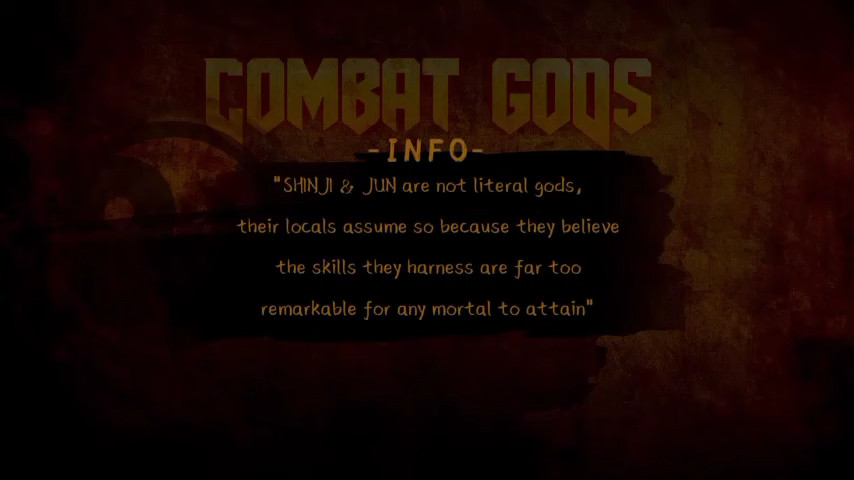 COMBAT GODS
-INFO-
"SHINJI & JUN are not literal gods,
their locals assume so because they believe
the skills they harness are far too
remarkable for any mortal to attain"